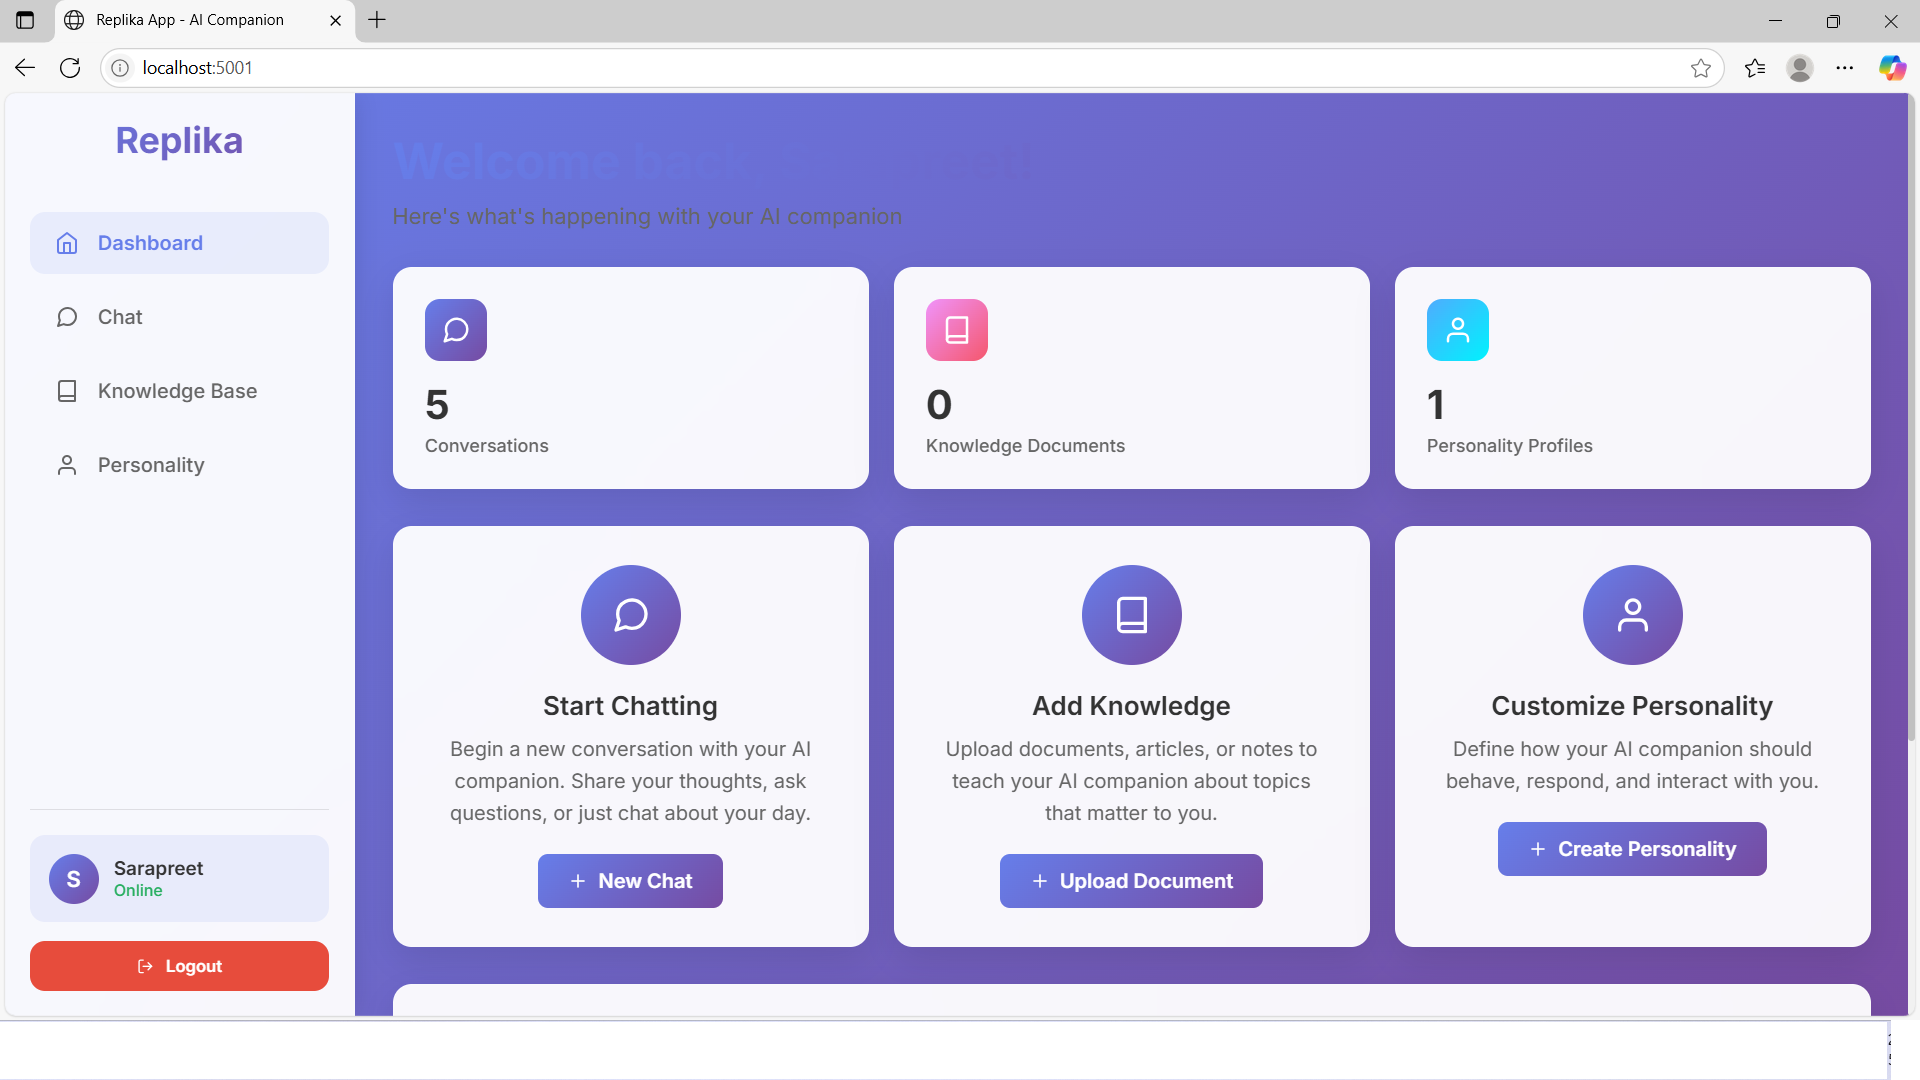 Replika App - AI Companion
localhost:5001
Replika
Welcome back,
Here's what's happening with your AI companion
Dashboard
Chat
Knowledge Base
Personality
5
Conversations
0
Knowledge Documents
1
Personality Profiles
Start Chatting
Begin a new conversation with your AI
companion. Share your thoughts, ask
questions, or just chat about your day.
+ New Chat
Add Knowledge
Upload documents, articles, or notes to
teach your AI companion about topics
that matter to you.
+ Upload Document
Customize Personality
Define how your AI companion should
behave, respond, and interact with you.
+ Create Personality
S
Sarapreet
Online
Logout